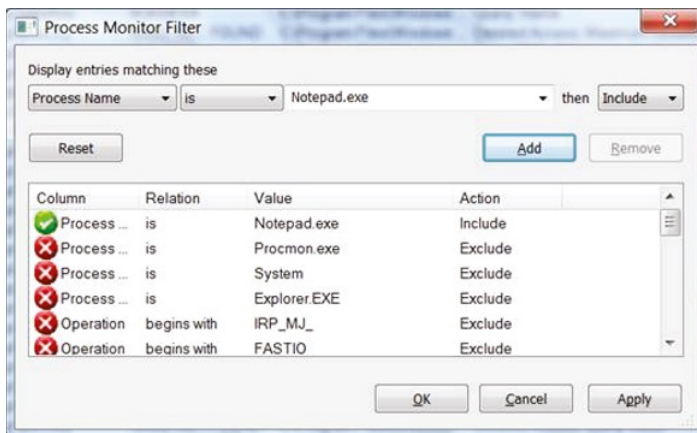 Process Monitor Filter
Display entries matching these
Process Name is Notepad.exe then Include
Reset Add Remove
Column Relation Value Action
Process ... is Notepad.exe Include
Process ... is Procmon.exe Exclude
Process ... is System Exclude
Process ... is Explorer.EXE Exclude
Operation begins with IRP_MJ_ Exclude
Operation begins with FASTIO Exclude
OK Cancel Apply